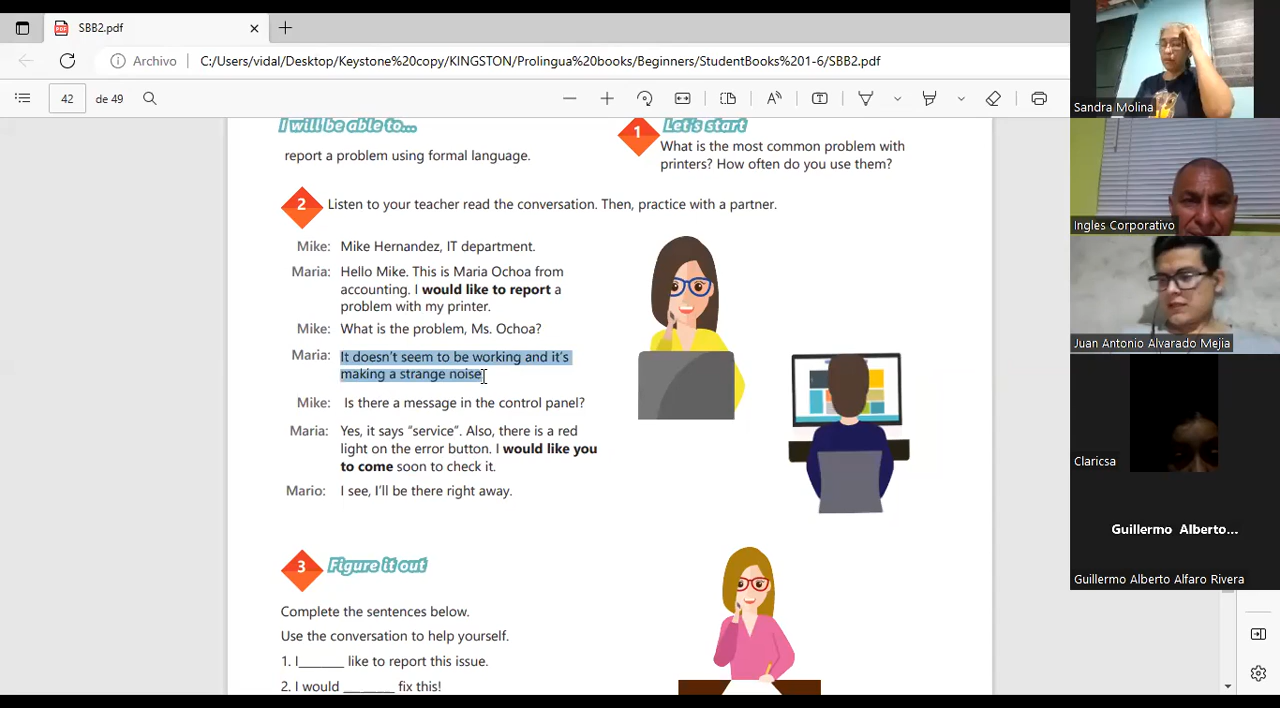 SBB2.pdf
Archivo
C:/Users/vidal/Desktop/Keystone%20copy/KINGSTON/Prolingua%20books/Beginners/StudentBooks%201-6/SBB2.pdf
42 de 49
I will be able to...
report a problem using formal language.
1 Let's start
What is the most common problem with
printers? How often do you use them?
2 Listen to your teacher read the conversation. Then, practice with a partner.
Mike: Mike Hernandez, IT department.
Maria: Hello Mike. This is Maria Ochoa from
accounting. I would like to report a
problem with my printer.
Mike: What is the problem, Ms. Ochoa?
Maria: It doesn't seem to be working and it's
making a strange noise
Mike: Is there a message in the control panel?
Maria: Yes, it says "service". Also, there is a red
light on the error button. I would like you
to come soon to check it.
Mario: I see, I'll be there right away.
3 Figure it out
Complete the sentences below.
Use the conversation to help yourself.
1. I______ like to report this issue.
2. I would _______ fix this!
Sandra Molina
Ingles Corporativo
Juan Antonio Alvarado Mejia
Claricsa
Guillermo Alberto...
Guillermo Alberto Alfaro Rivera